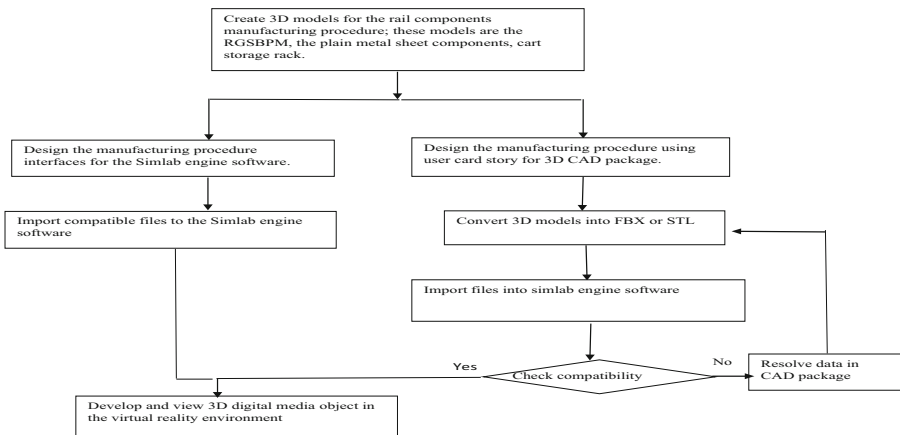 Create 3D models for the rail components
manufacturing procedure; these models are the
RGSBPM, the plain metal sheet components, cart
storage rack.
Design the manufacturing procedure
interfaces for the Simlab engine software.
Design the manufacturing procedure using
user card story for 3D CAD package.
Import compatible files to the Simlab engine
software
Convert 3D models into FBX or STL
Import files into simlab engine software
Yes
Check compatibility
No
Resolve data in
CAD package
Develop and view 3D digital media object in
the virtual reality environment